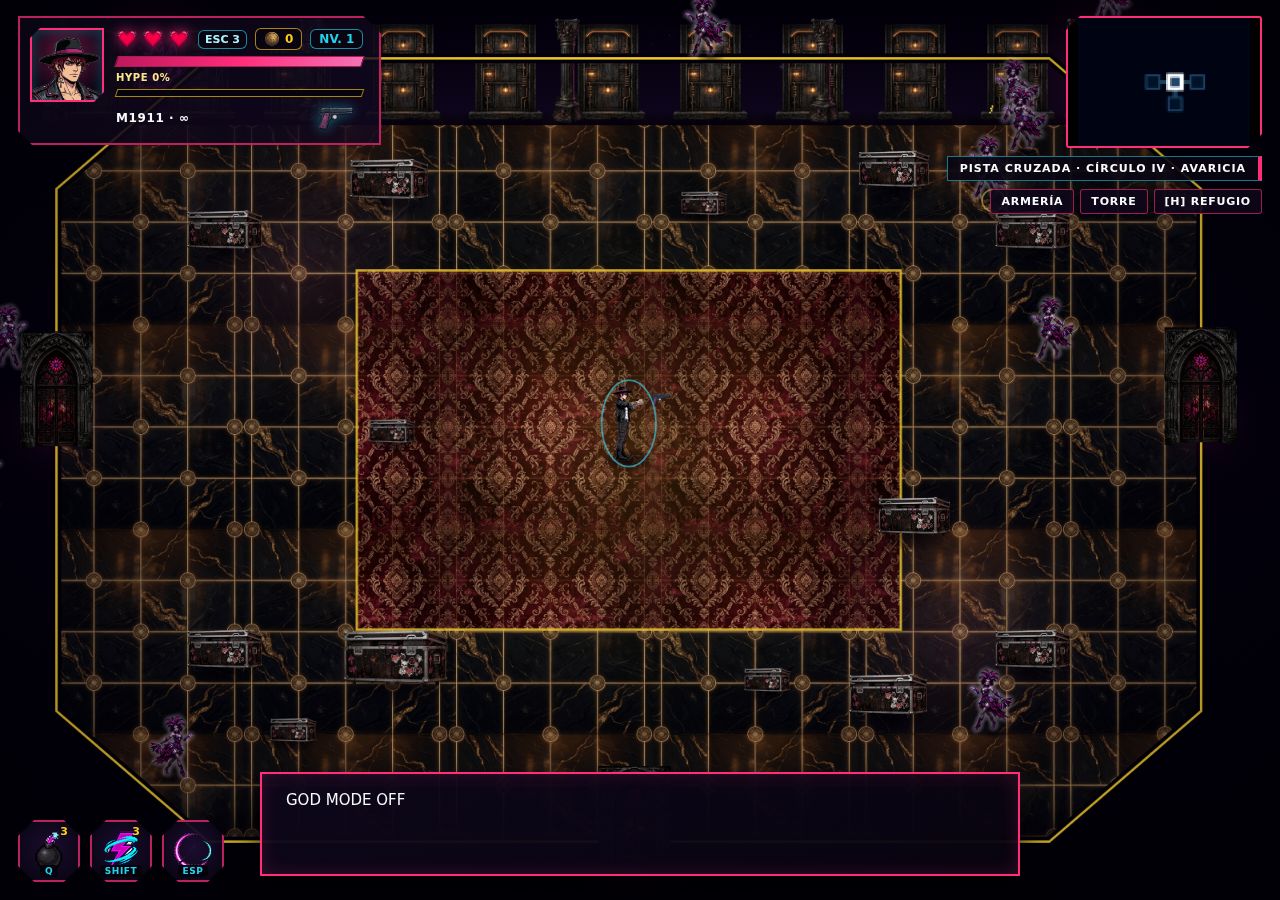 ESC 3
0
NV. 1
HYPE 0%
M1911 · ∞
PISTA CRUZADA · CÍRCULO IV · AVARICIA
ARMERÍA
TORRE
[H] REFUGIO
GOD MODE OFF
3
Q
3
SHIFT
ESP